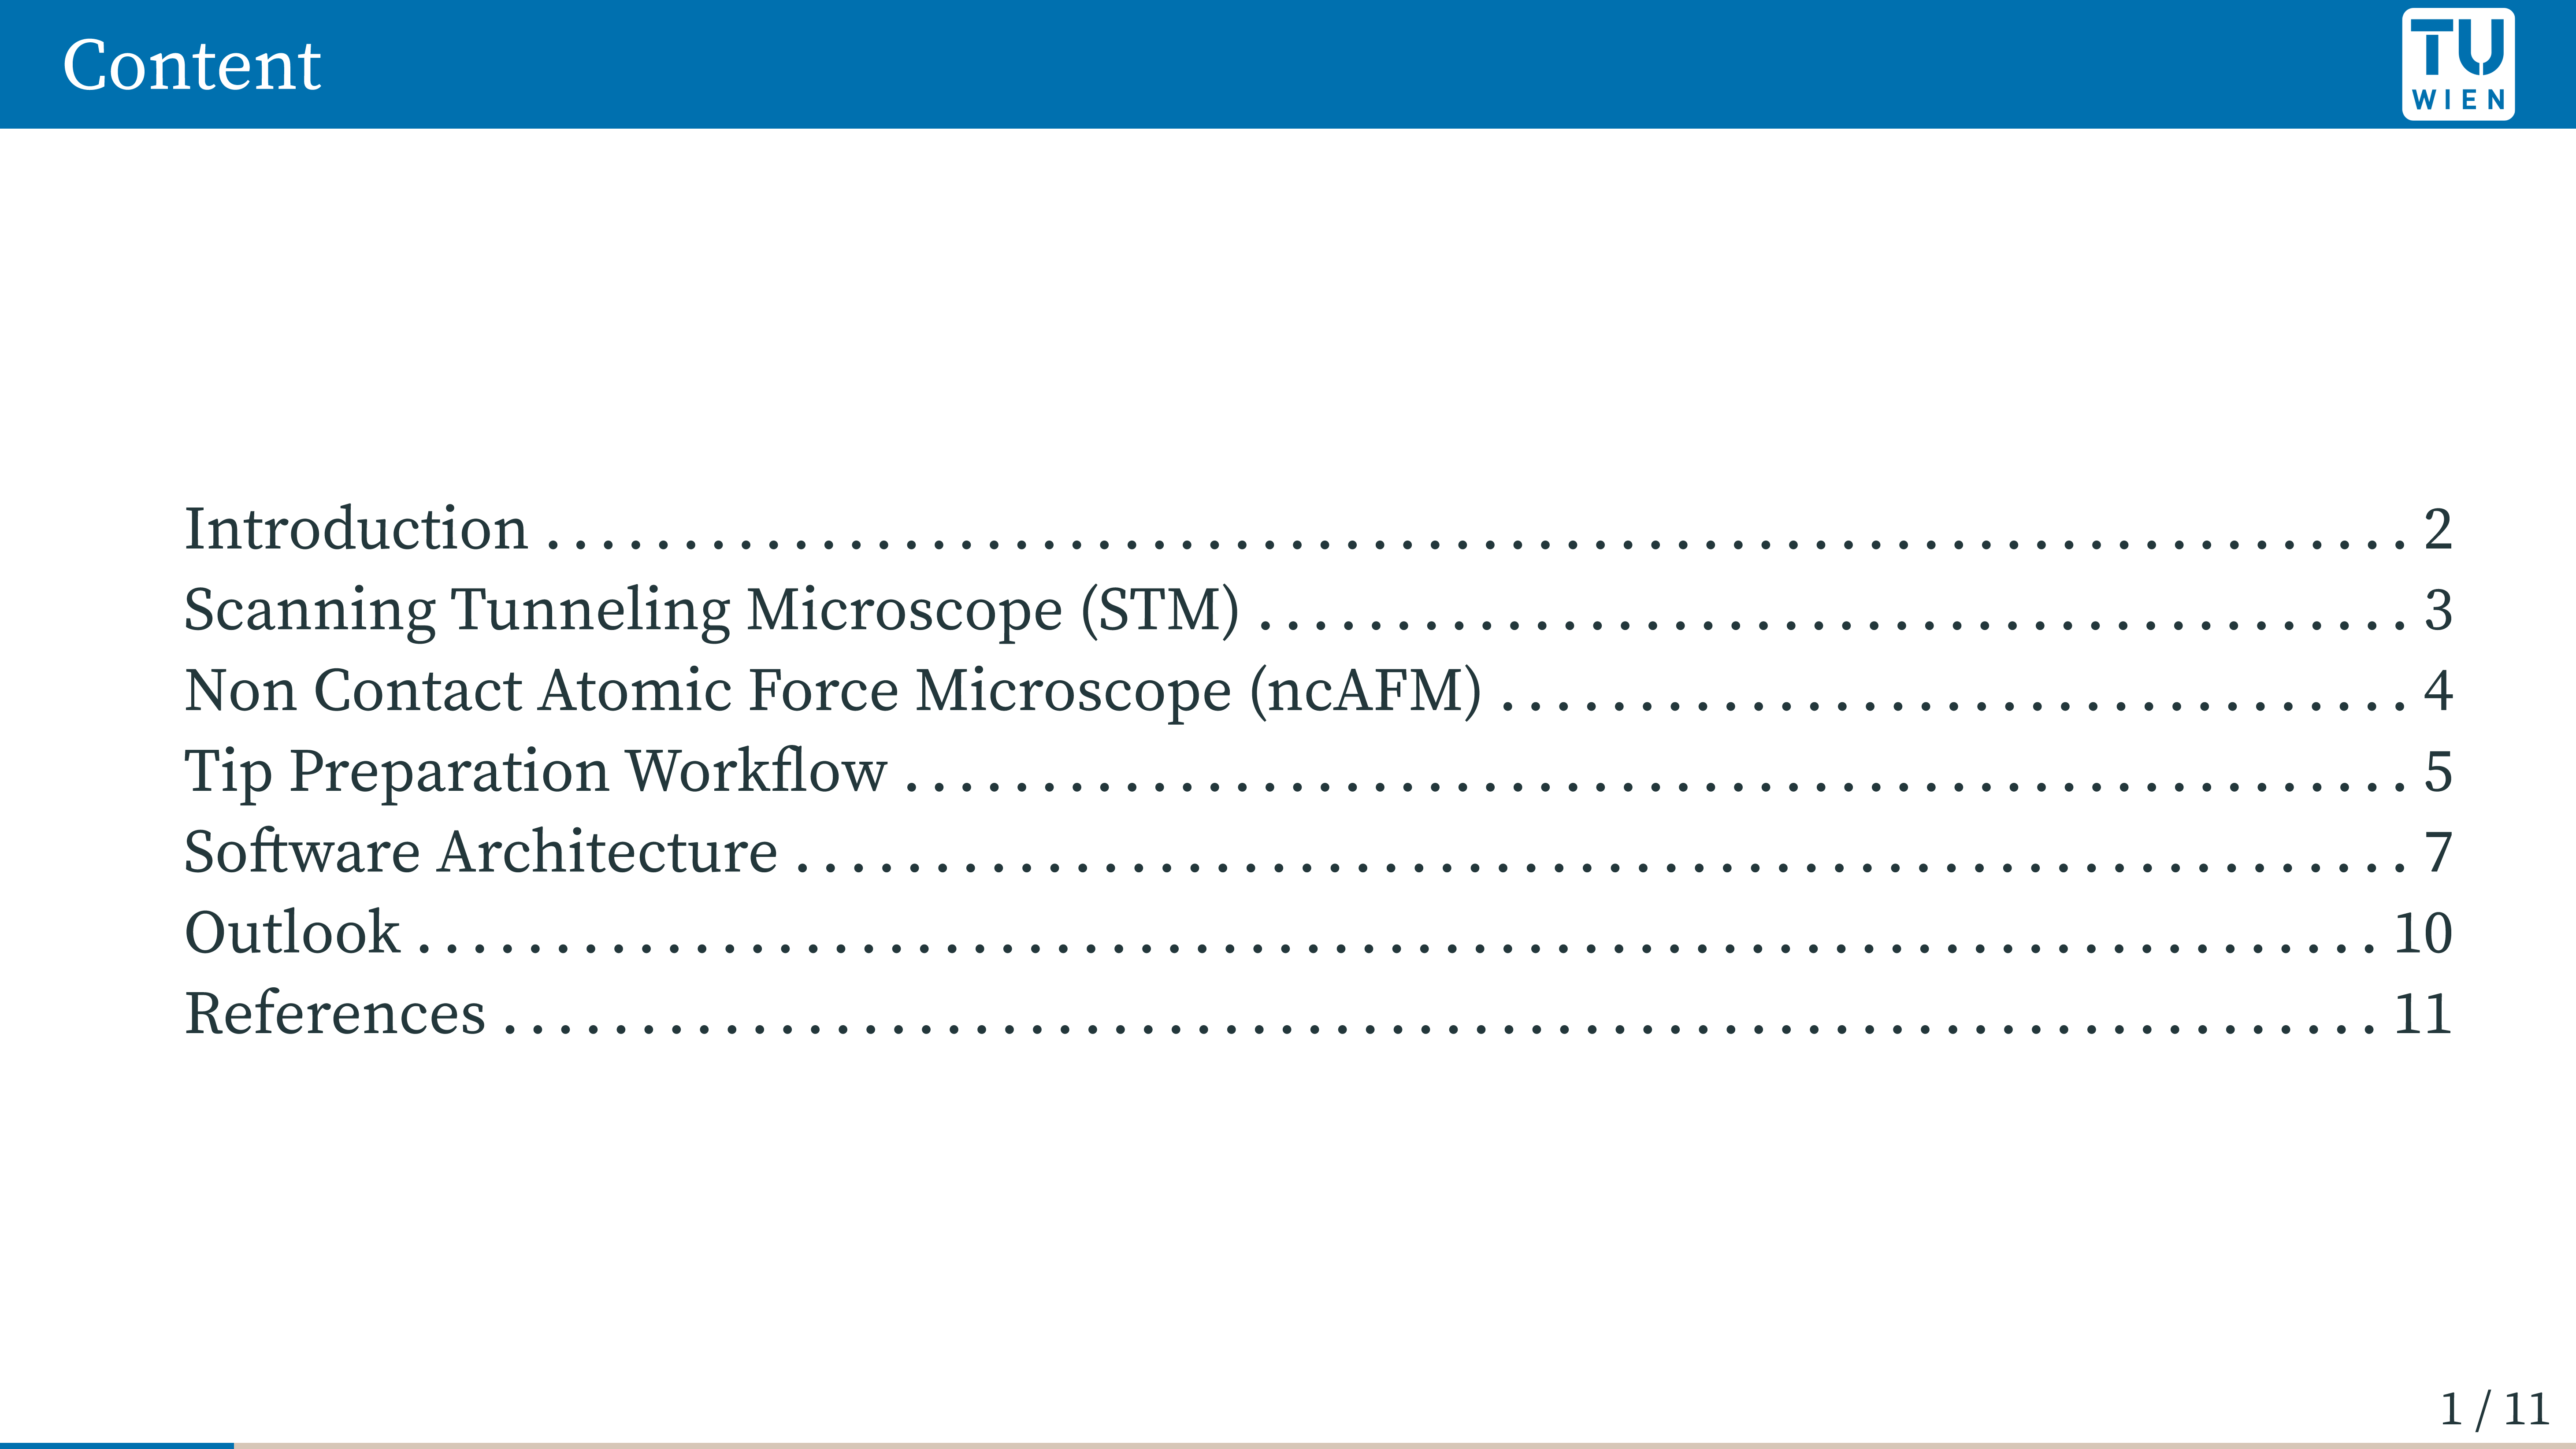 Content
TU
WIEN
Introduction . . . . . . . . . . . . . . . . . . . . . . . . . . . . . . . . . . . . . . . . . . . . . . . . . . . . . . . . . . . . . . . . . . . . 2
Scanning Tunneling Microscope (STM) . . . . . . . . . . . . . . . . . . . . . . . . . . . . . . . . . . . . . . . . . . 3
Non Contact Atomic Force Microscope (ncAFM) . . . . . . . . . . . . . . . . . . . . . . . . . . . . . . . . . 4
Tip Preparation Workflow . . . . . . . . . . . . . . . . . . . . . . . . . . . . . . . . . . . . . . . . . . . . . . . . . . . . . . . 5
Software Architecture . . . . . . . . . . . . . . . . . . . . . . . . . . . . . . . . . . . . . . . . . . . . . . . . . . . . . . . . . . 7
Outlook . . . . . . . . . . . . . . . . . . . . . . . . . . . . . . . . . . . . . . . . . . . . . . . . . . . . . . . . . . . . . . . . . . . . . . . 10
References . . . . . . . . . . . . . . . . . . . . . . . . . . . . . . . . . . . . . . . . . . . . . . . . . . . . . . . . . . . . . . . . . . . . 11
1 / 11